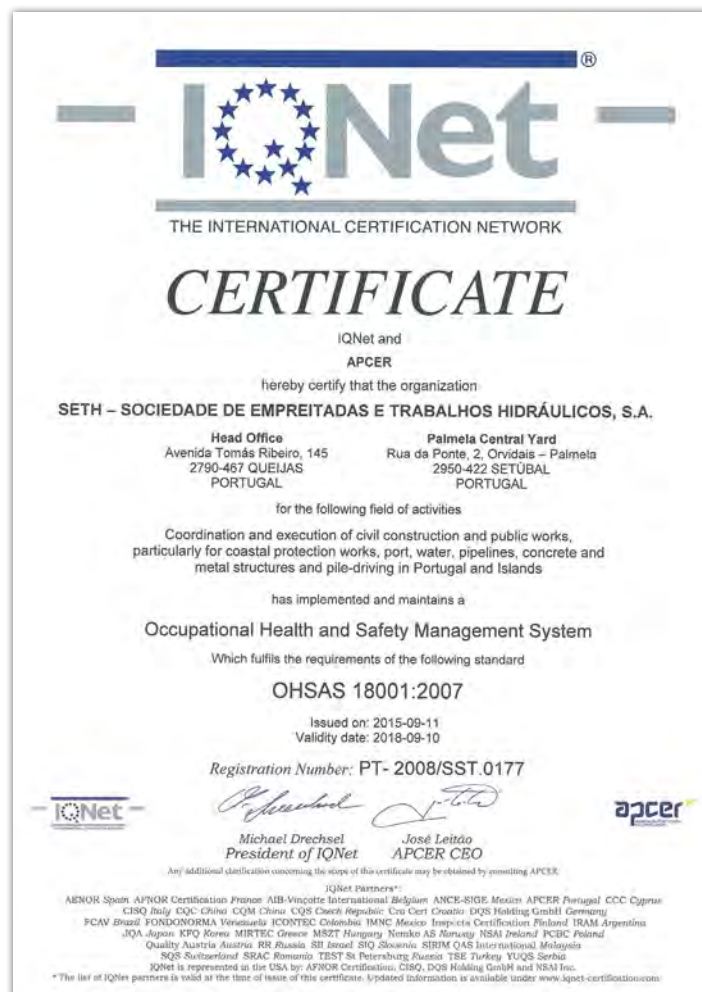 IQNet ®
THE INTERNATIONAL CERTIFICATION NETWORK
CERTIFICATE
IQNet and
APCER
hereby certify that the organization
SETH – SOCIEDADE DE EMPREITADAS E TRABALHOS HIDRÁULICOS, S.A.
Head Office
Avenida Tomás Ribeiro, 145
2790-467 QUEIJAS
PORTUGAL
Palmela Central Yard
Rua da Ponte, 2, Orvidais – Palmela
2950-422 SETÚBAL
PORTUGAL
for the following field of activities
Coordination and execution of civil construction and public works,
particularly for coastal protection works, port, water, pipelines, concrete and
metal structures and pile-driving in Portugal and Islands
has implemented and maintains a
Occupational Health and Safety Management System
Which fulfils the requirements of the following standard
OHSAS 18001:2007
Issued on: 2015-09-11
Validity date: 2018-09-10
Registration Number: PT- 2008/SST.0177
IQNet
apcer
Michael Drechsel
President of IQNet
José Leitão
APCER CEO
Any additional clarification concerning the scope of this certificate may be obtained by consulting APCER
IQNet Partners*:
AENOR Spain AFNOR Certification France AIB-Vinçotte International Belgium ANCE-SIGE Mexico APCER Portugal CCC Cyprus
CISQ Italy CQC China CQM China CQS Czech Republic Cro Cert Croatia DQS Holding GmbH Germany
FCAV Brazil FONDONORMA Venezuela ICONTEC Colombia IMNC Mexico Inspecta Certification Finland IRAM Argentina
JQA Japan KFQ Korea MIRTEC Greece MSZT Hungary Nemko AS Norway NSAI Ireland PCBC Poland
Quality Austria Austria RR Russia SII Israel SIQ Slovenia SIRIM QAS International Malaysia
SQS Switzerland SRAC Romania TEST St Petersburg Russia TSE Turkey YUQS Serbia
IQNet is represented in the USA by: AFNOR Certification, CISQ, DQS Holding GmbH and NSAI Inc.
* The list of IQNet partners is valid at the time of issue of this certificate. Updated information is available under www.iqnet-certification.com